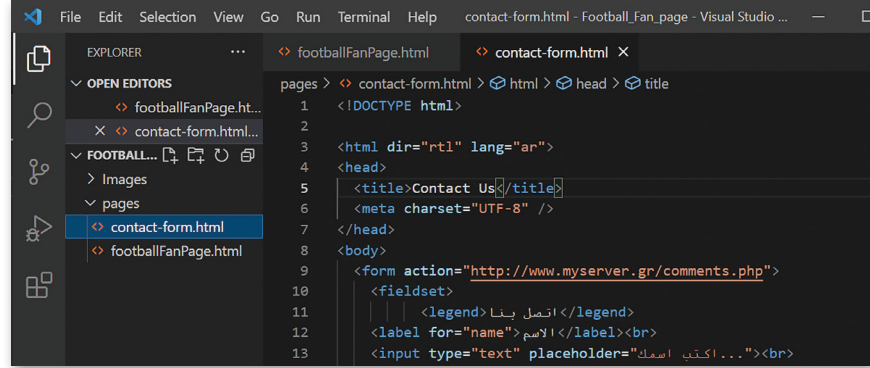 File Edit Selection View Go Run Terminal Help contact-form.html - Football_Fan_page - Visual Studio ...
EXPLORER ...
OPEN EDITORS
footballFanPage.ht...
contact-form.html...
FOOTBALL...
Images
pages
contact-form.html
footballFanPage.html
footballFanPage.html contact-form.html
pages > contact-form.html > html > head > title
1 <!DOCTYPE html>
2
3 <html dir="rtl" lang="ar">
4 <head>
5 <title>Contact Us</title>
6 <meta charset="UTF-8" />
7 </head>
8 <body>
9 <form action="http://www.myserver.gr/comments.php">
10 <fieldset>
11 <legend>اتصل بنا</legend>
12 <label for="name">الاسم</label><br>
13 <input type="text" placeholder="اكتب اسمك..."><br>